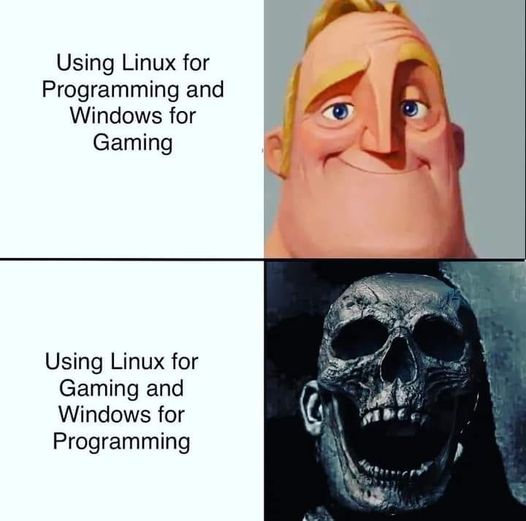 Using Linux for
Programming and
Windows for
Gaming
Using Linux for
Gaming and
Windows for
Programming